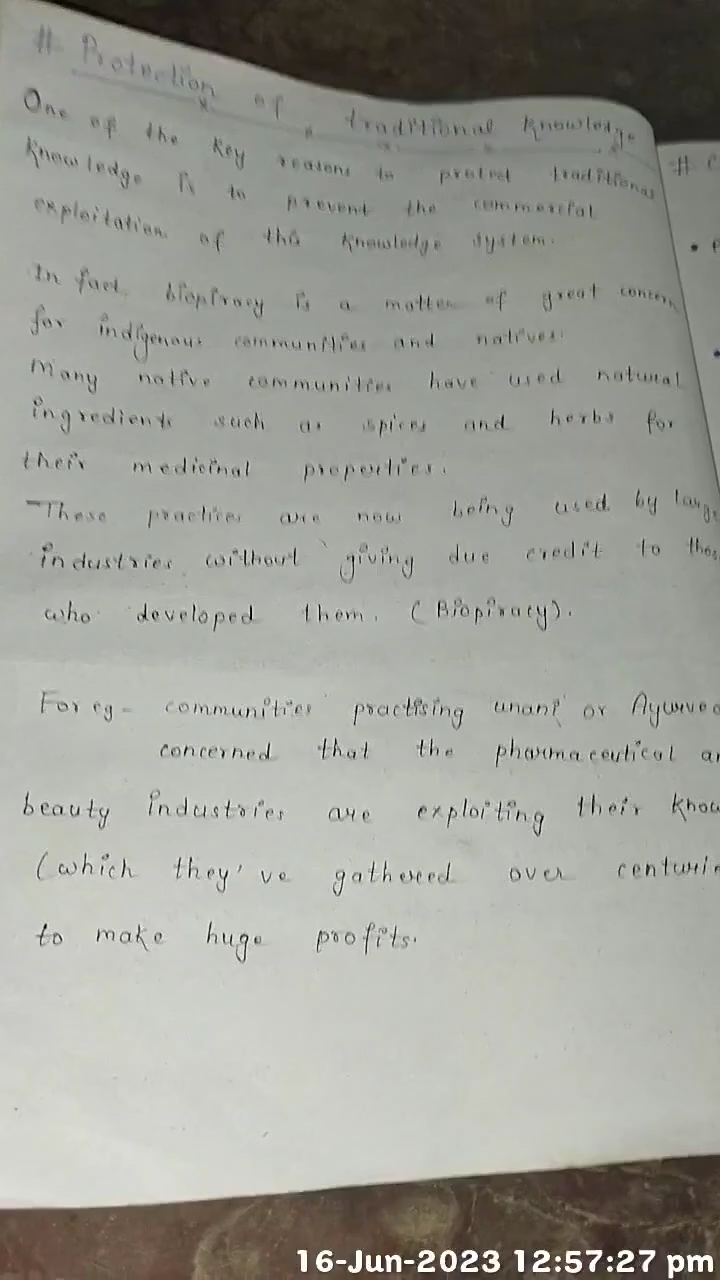 # Protection of traditional knowledge
One of the key reasons to protect traditional
knowledge is to prevent the commercial
exploitation of this knowledge system.
In fact, biopiracy is a matter of great concern
for indigenous communities and natives.
Many native communities have used natural
ingredients such as spices and herbs for
their medicinal properties.
These practices are now being used by large
industries without giving due credit to those
who developed them. (Biopiracy).
For eg - communities practising unani or Ayurved
concerned that the pharmaceutical ar
beauty industries are exploiting their know
(which they've gathered over centurie
to make huge profits.
#
16-Jun-2023 12:57:27 pm